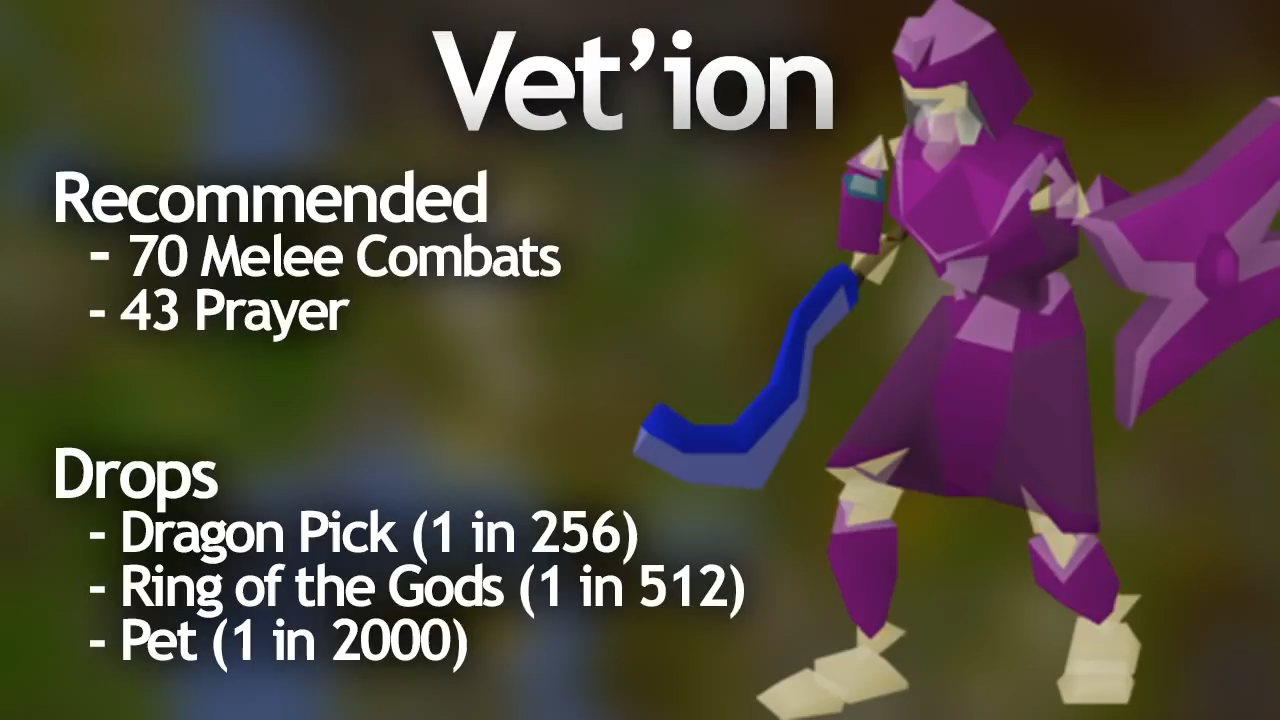 Vet’ion
Recommended
- 70 Melee Combats
- 43 Prayer
Drops
- Dragon Pick (1 in 256)
- Ring of the Gods (1 in 512)
- Pet (1 in 2000)